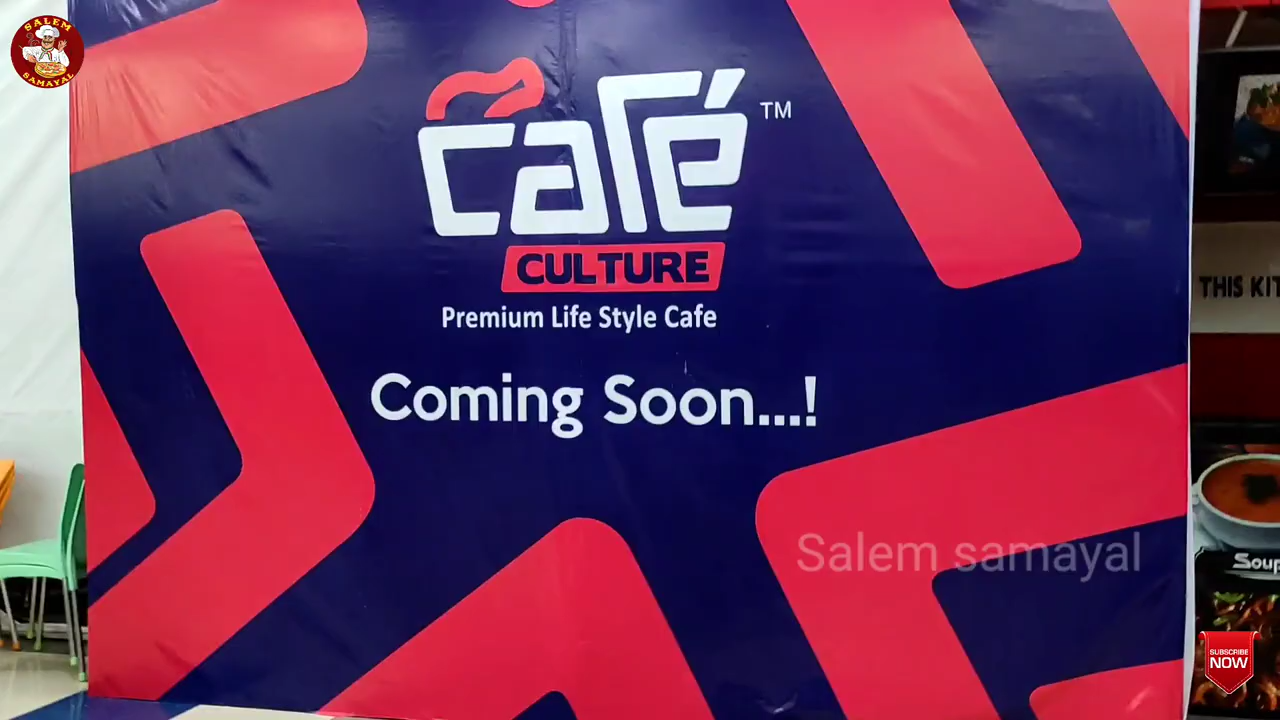 SALEM
SAMAYAL
café TM
CULTURE
Premium Life Style Cafe
Coming Soon...!
THIS KIT
Salem samayal
Soup
SUBSCRIBE
NOW